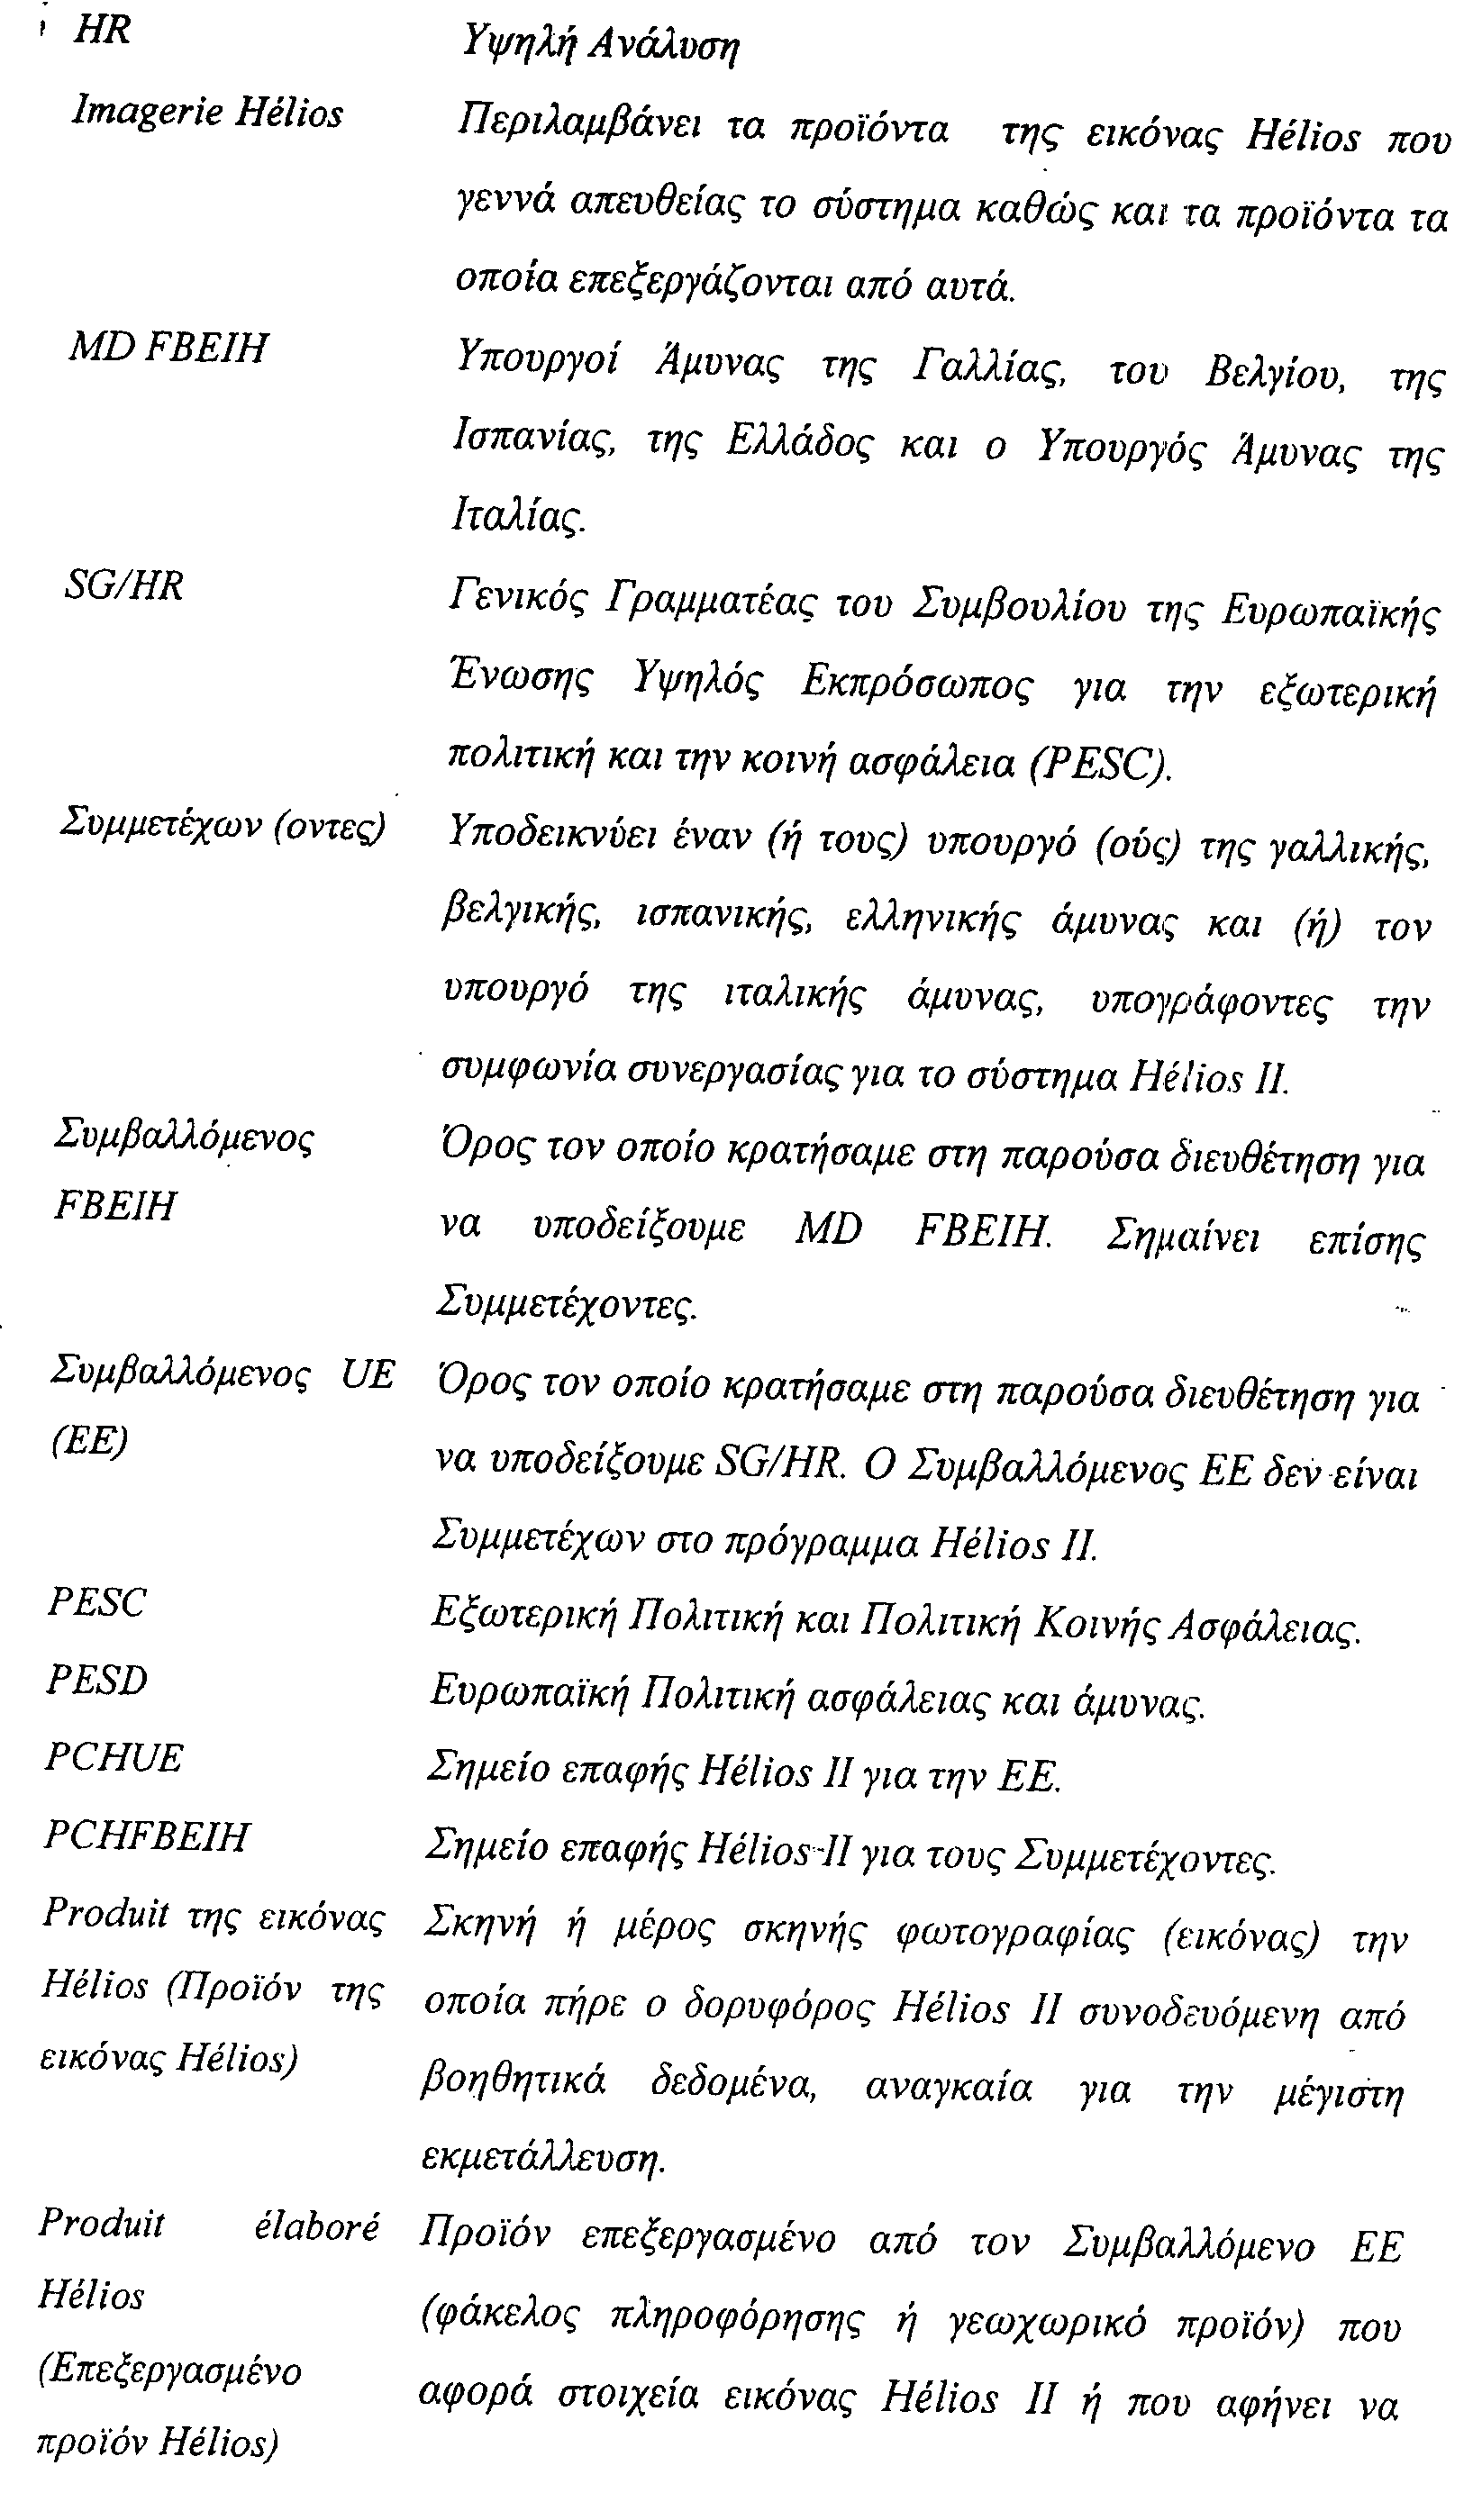 HR Υψηλή Ανάλυση
Imagerie Hélios Περιλαμβάνει τα προϊόντα της εικόνας Hélios που
γεννά απευθείας το σύστημα καθώς και τα προϊόντα τα
οποία επεξεργάζονται από αυτά.
MD FBEIH Υπουργοί Άμυνας της Γαλλίας, του Βελγίου, της
Ισπανίας, της Ελλάδος και ο Υπουργός Άμυνας της
Ιταλίας.
SG/HR Γενικός Γραμματέας του Συμβουλίου της Ευρωπαϊκής
Ένωσης Υψηλός Εκπρόσωπος για την εξωτερική
πολιτική και την κοινή ασφάλεια (PESC).
Συμμετέχων (οντες) Υποδεικνύει έναν (ή τους) υπουργό (ούς) της γαλλικής,
βελγικής, ισπανικής, ελληνικής άμυνας και (ή) τον
υπουργό της ιταλικής άμυνας, υπογράφοντες την
συμφωνία συνεργασίας για το σύστημα Hélios II.
Συμβαλλόμενος Όρος τον οποίο κρατήσαμε στη παρούσα διευθέτηση για
FBEIH να υποδείξουμε MD FBEIH. Σημαίνει επίσης
Συμμετέχοντες.
Συμβαλλόμενος UE Όρος τον οποίο κρατήσαμε στη παρούσα διευθέτηση για
(ΕΕ) να υποδείξουμε SG/HR. Ο Συμβαλλόμενος ΕΕ δεν είναι
Συμμετέχων στο πρόγραμμα Hélios II.
PESC Εξωτερική Πολιτική και Πολιτική Κοινής Ασφάλειας.
PESD Ευρωπαϊκή Πολιτική ασφάλειας και άμυνας.
PCHUE Σημείο επαφής Hélios II για την ΕΕ.
PCHFBEIH Σημείο επαφής Hélios II για τους Συμμετέχοντες.
Produit της εικόνας Σκηνή ή μέρος σκηνής φωτογραφίας (εικόνας) την
Hélios (Προϊόν της οποία πήρε ο δορυφόρος Hélios II συνοδευόμενη από
εικόνας Hélios) βοηθητικά δεδομένα, αναγκαία για την μέγιστη
εκμετάλλευση.
Produit élaboré Προϊόν επεξεργασμένο από τον Συμβαλλόμενο ΕΕ
Hélios (φάκελος πληροφόρησης ή γεωχωρικό προϊόν) που
(Επεξεργασμένο αφορά στοιχεία εικόνας Hélios II ή που αφήνει να
προϊόν Hélios)